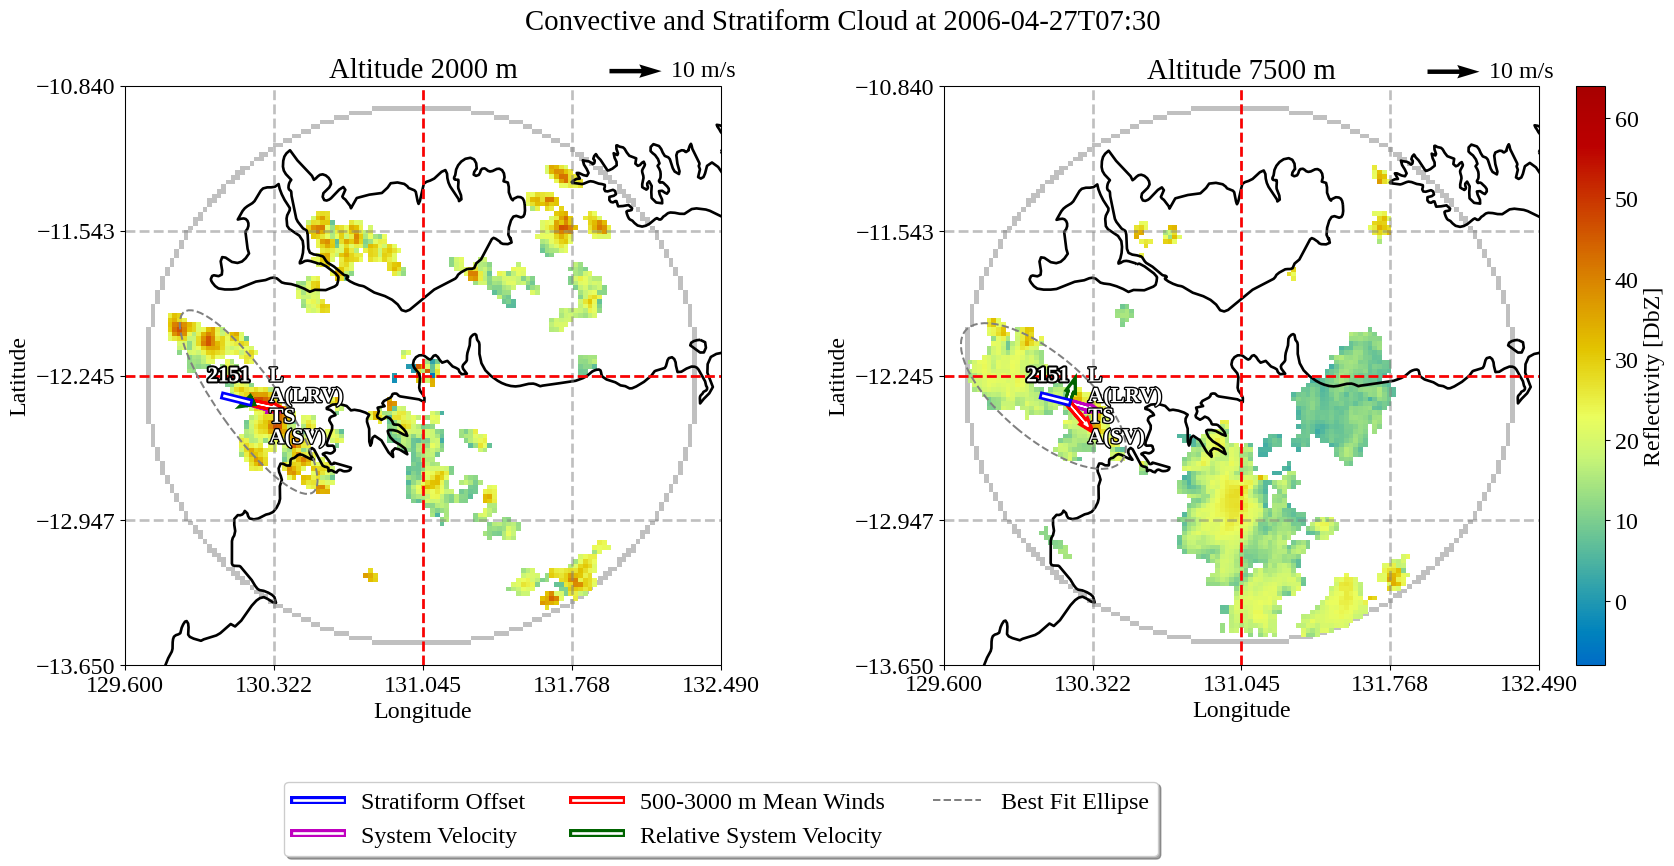 Convective and Stratiform Cloud at 2006-04-27T07:30
Altitude 2000 m
10 m/s
−10.840
−11.543
−12.245
−12.947
−13.650
Latitude
129.600
130.322
131.045
131.768
132.490
Longitude
2151
L
A(LRV)
TS
A(SV)
Altitude 7500 m
10 m/s
−10.840
−11.543
−12.245
−12.947
−13.650
Latitude
129.600
130.322
131.045
131.768
132.490
Longitude
2151
L
A(LRV)
TS
A(SV)
60
50
40
30
20
10
0
Reflectivity [DbZ]
Stratiform Offset
System Velocity
500-3000 m Mean Winds
Relative System Velocity
Best Fit Ellipse